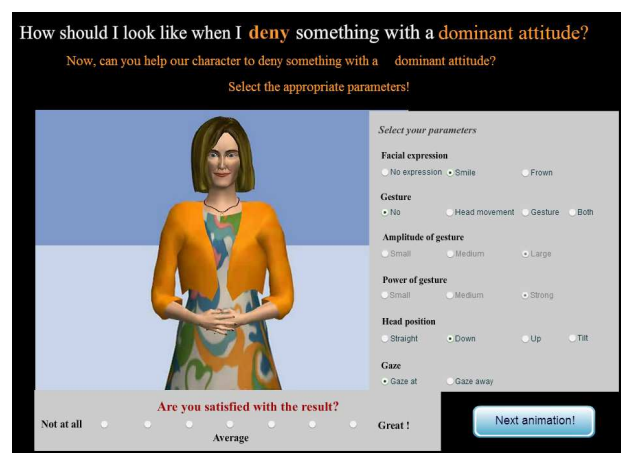 How should I look like when I deny something with a dominant attitude?
Now, can you help our character to deny something with a dominant attitude?
Select the appropriate parameters!
Select your parameters
Facial expression
No expression Smile Frown
Gesture
No Head movement Gesture Both
Amplitude of gesture
Small Medium Large
Power of gesture
Small Medium Strong
Head position
Straight Down Up Tilt
Gaze
Gaze at Gaze away
Are you satisfied with the result?
Not at all Great !
Average
Next animation!